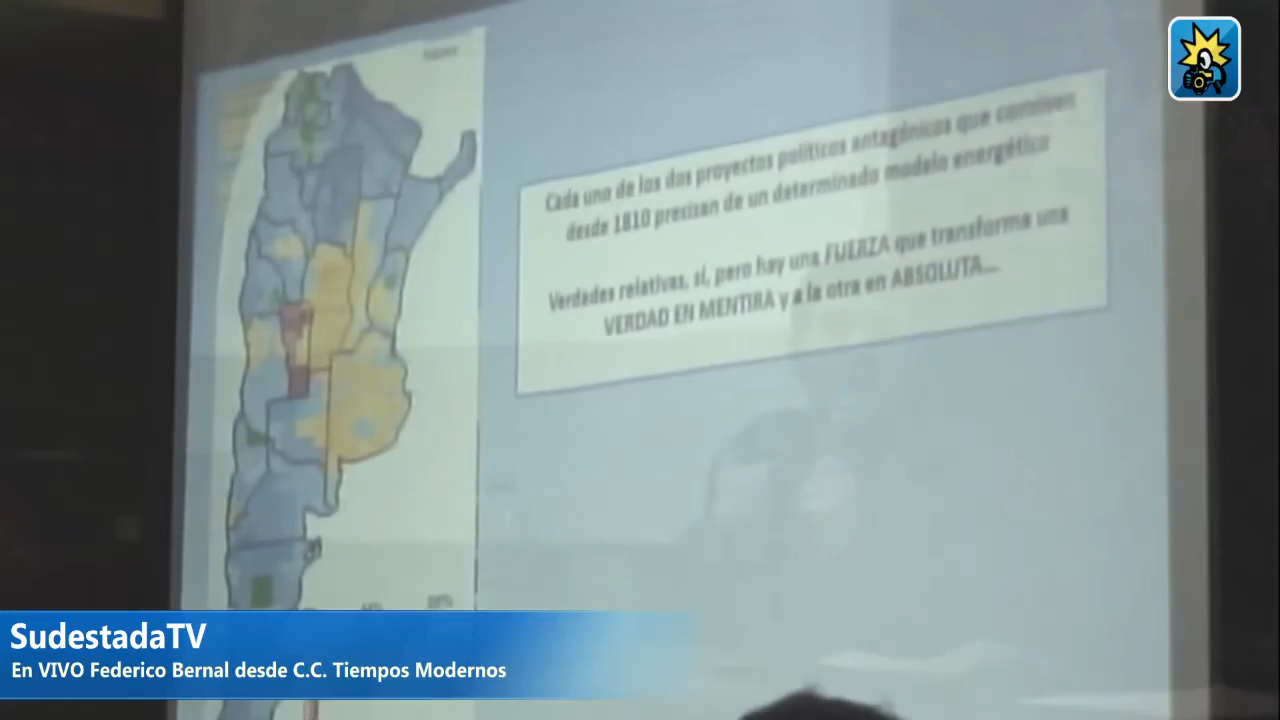 Cada uno de los dos proyectos políticos antagónicos que conviven
desde 1810 precisan de un determinado modelo energético
Verdades relativas, sí, pero hay una FUERZA que transforma una
VERDAD EN MENTIRA y a la otra en ABSOLUTA...
SudestadaTV
En VIVO Federico Bernal desde C.C. Tiempos Modernos